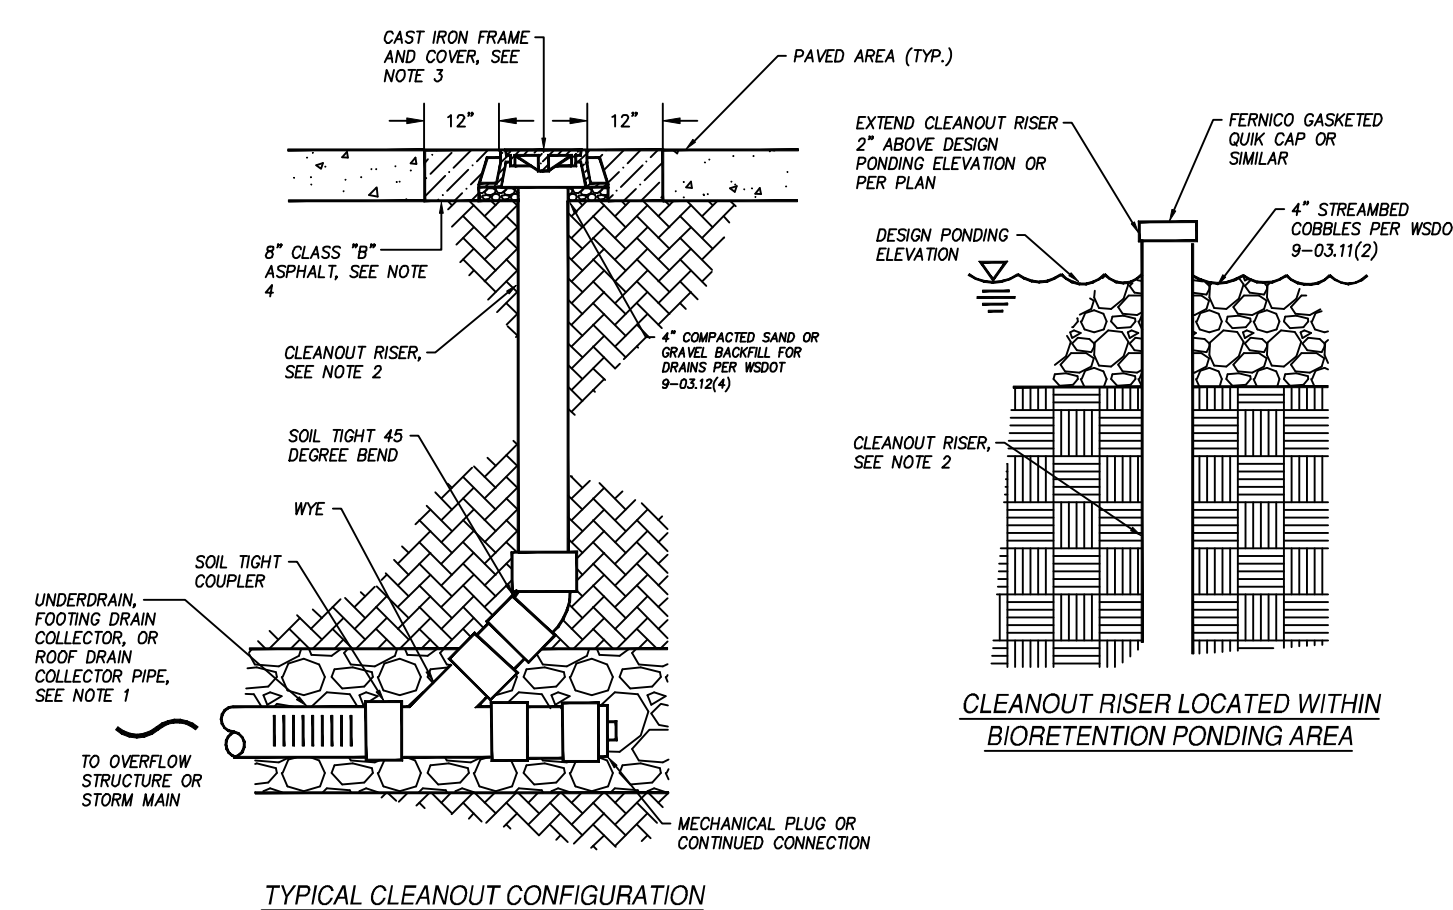 CAST IRON FRAME
AND COVER, SEE
NOTE 3
PAVED AREA (TYP.)
12"
12"
8" CLASS "B"
ASPHALT, SEE NOTE
4
CLEANOUT RISER,
SEE NOTE 2
4" COMPACTED SAND OR
GRAVEL BACKFILL FOR
DRAINS PER WSDOT
9-03.12(4)
SOIL TIGHT 45
DEGREE BEND
WYE
SOIL TIGHT
COUPLER
UNDERDRAIN,
FOOTING DRAIN
COLLECTOR, OR
ROOF DRAIN
COLLECTOR PIPE,
SEE NOTE 1
TO OVERFLOW
STRUCTURE OR
STORM MAIN
MECHANICAL PLUG OR
CONTINUED CONNECTION
TYPICAL CLEANOUT CONFIGURATION
EXTEND CLEANOUT RISER
2" ABOVE DESIGN
PONDING ELEVATION OR
PER PLAN
FERNICO GASKETED
QUIK CAP OR
SIMILAR
DESIGN PONDING
ELEVATION
4" STREAMBED
COBBLES PER WSDO
9-03.11(2)
CLEANOUT RISER,
SEE NOTE 2
CLEANOUT RISER LOCATED WITHIN
BIORETENTION PONDING AREA